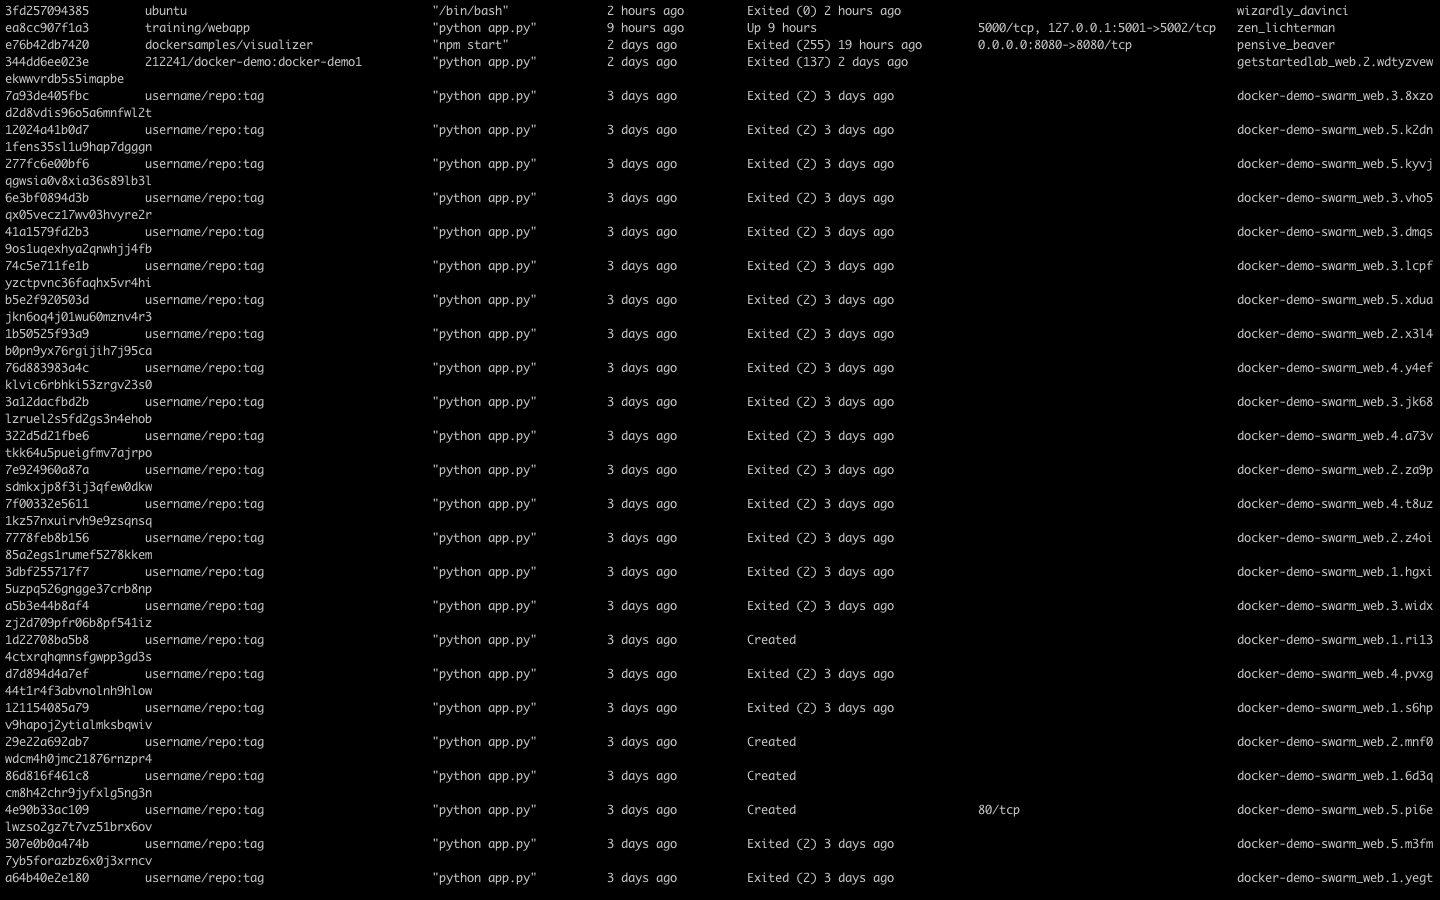 3fd257094385 ubuntu "/bin/bash" 2 hours ago Exited (0) 2 hours ago wizardly_davinci
ea8cc907f1a3 training/webapp "python app.py" 9 hours ago Up 9 hours 5000/tcp, 127.0.0.1:5001->5002/tcp zen_lichterman
e76b42db7420 dockersamples/visualizer "npm start" 2 days ago Exited (255) 19 hours ago 0.0.0.0:8080->8080/tcp pensive_beaver
344dd6ee023e 212241/docker-demo:docker-demo1 "python app.py" 2 days ago Exited (137) 2 days ago getstartedlab_web.2.wdtyzvew
ekwwvrdb5s5imapbe
7a93de405fbc username/repo:tag "python app.py" 3 days ago Exited (2) 3 days ago docker-demo-swarm_web.3.8xzo
d2d8vdis96o5a6mnfwl2t
12024a41b0d7 username/repo:tag "python app.py" 3 days ago Exited (2) 3 days ago docker-demo-swarm_web.5.k2dn
1fens35sl1u9hap7dgggn
277fc6e00bf6 username/repo:tag "python app.py" 3 days ago Exited (2) 3 days ago docker-demo-swarm_web.5.kyvj
qgwsia0v8xia36s89lb3l
6e3bf0894d3b username/repo:tag "python app.py" 3 days ago Exited (2) 3 days ago docker-demo-swarm_web.3.vho5
qx05vecz17wv03hvyre2r
41a1579fd2b3 username/repo:tag "python app.py" 3 days ago Exited (2) 3 days ago docker-demo-swarm_web.3.dmqs
9os1uqexhya2qnwhjj4fb
74c5e711fe1b username/repo:tag "python app.py" 3 days ago Exited (2) 3 days ago docker-demo-swarm_web.3.lcpf
yzctpvnc36faqhx5vr4hi
b5e2f920503d username/repo:tag "python app.py" 3 days ago Exited (2) 3 days ago docker-demo-swarm_web.5.xdua
jkn6oq4j01wu60mznv4r3
1b50525f93a9 username/repo:tag "python app.py" 3 days ago Exited (2) 3 days ago docker-demo-swarm_web.2.x3l4
b0pn9yx76rgijih7j95ca
76d883983a4c username/repo:tag "python app.py" 3 days ago Exited (2) 3 days ago docker-demo-swarm_web.4.y4ef
klvic6rbhki53zrgv23s0
3a12dacfbd2b username/repo:tag "python app.py" 3 days ago Exited (2) 3 days ago docker-demo-swarm_web.3.jk68
lzruel2s5fd2gs3n4ehob
322d5d21fbe6 username/repo:tag "python app.py" 3 days ago Exited (2) 3 days ago docker-demo-swarm_web.4.a73v
tkk64u5pueigfmv7ajrpo
7e924960a87a username/repo:tag "python app.py" 3 days ago Exited (2) 3 days ago docker-demo-swarm_web.2.za9p
sdmkxjp8f3ij3qfew0dkw
7f00332e5611 username/repo:tag "python app.py" 3 days ago Exited (2) 3 days ago docker-demo-swarm_web.4.t8uz
1kz57nxuirvh9e9zsqnsq
7778feb8b156 username/repo:tag "python app.py" 3 days ago Exited (2) 3 days ago docker-demo-swarm_web.2.z4oi
85a2egs1rumef5278kkem
3dbf255717f7 username/repo:tag "python app.py" 3 days ago Exited (2) 3 days ago docker-demo-swarm_web.1.hgxi
5uzpq526gngge37crb8np
a5b3e44b8af4 username/repo:tag "python app.py" 3 days ago Exited (2) 3 days ago docker-demo-swarm_web.3.widx
zj2d709pfr06b8pf541iz
1d22708ba5b8 username/repo:tag "python app.py" 3 days ago Created docker-demo-swarm_web.1.ri13
4ctxrqhqmnsfgwpp3gd3s
d7d894d4a7ef username/repo:tag "python app.py" 3 days ago Exited (2) 3 days ago docker-demo-swarm_web.4.pvxg
44t1r4f3abvnolnh9hlow
121154085a79 username/repo:tag "python app.py" 3 days ago Exited (2) 3 days ago docker-demo-swarm_web.1.s6hp
v9hapoj2ytialmksbqwiv
29e22a692ab7 username/repo:tag "python app.py" 3 days ago Created docker-demo-swarm_web.2.mnf0
wdcm4h0jmc21876rnzpr4
86d816f461c8 username/repo:tag "python app.py" 3 days ago Created docker-demo-swarm_web.1.6d3q
cm8h42chr9jyfxlg5ng3n
4e90b33ac109 username/repo:tag "python app.py" 3 days ago Created 80/tcp docker-demo-swarm_web.5.pi6e
lwzso2gz7t7vz51brx6ov
307e0b0a474b username/repo:tag "python app.py" 3 days ago Exited (2) 3 days ago docker-demo-swarm_web.5.m3fm
7yb5forazbz6x0j3xrncv
a64b40e2e180 username/repo:tag "python app.py" 3 days ago Exited (2) 3 days ago docker-demo-swarm_web.1.yegt